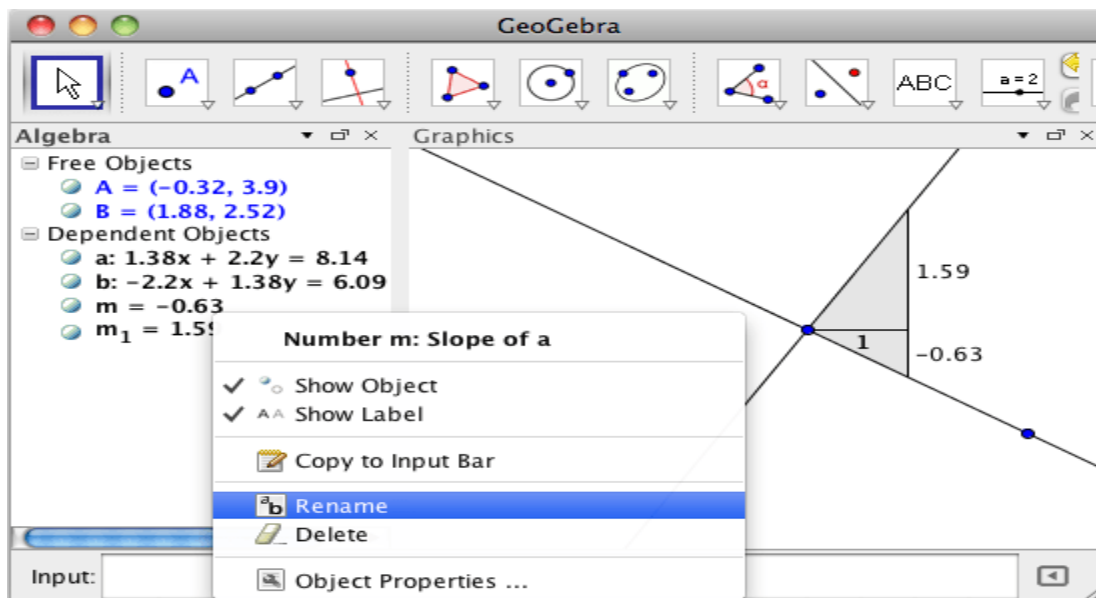 GeoGebra
A
α
ABC
a = 2
Algebra
Graphics
Free Objects
A = (-0.32, 3.9)
B = (1.88, 2.52)
Dependent Objects
a: 1.38x + 2.2y = 8.14
b: -2.2x + 1.38y = 6.09
m = -0.63
m₁ = 1.59
1.59
1
-0.63
Number m: Slope of a
Show Object
AA Show Label
Copy to Input Bar
ab Rename
Delete
Object Properties ...
Input: